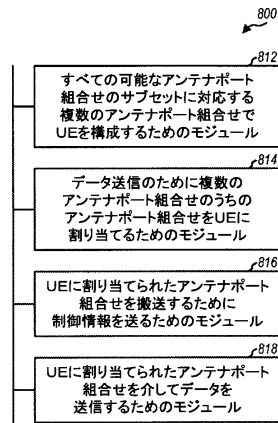 800
812
すべての可能なアンテナポート
組合せのサブセットに対応する
複数のアンテナポート組合せで
UEを構成するためのモジュール
814
データ送信のために複数の
アンテナポート組合せのうちの
アンテナポート組合せをUEに
割り当てるためのモジュール
816
UEに割り当てられたアンテナポート
組合せを搬送するために
制御情報を送るためのモジュール
818
UEに割り当てられたアンテナポート
組合せを介してデータを
送信するためのモジュール